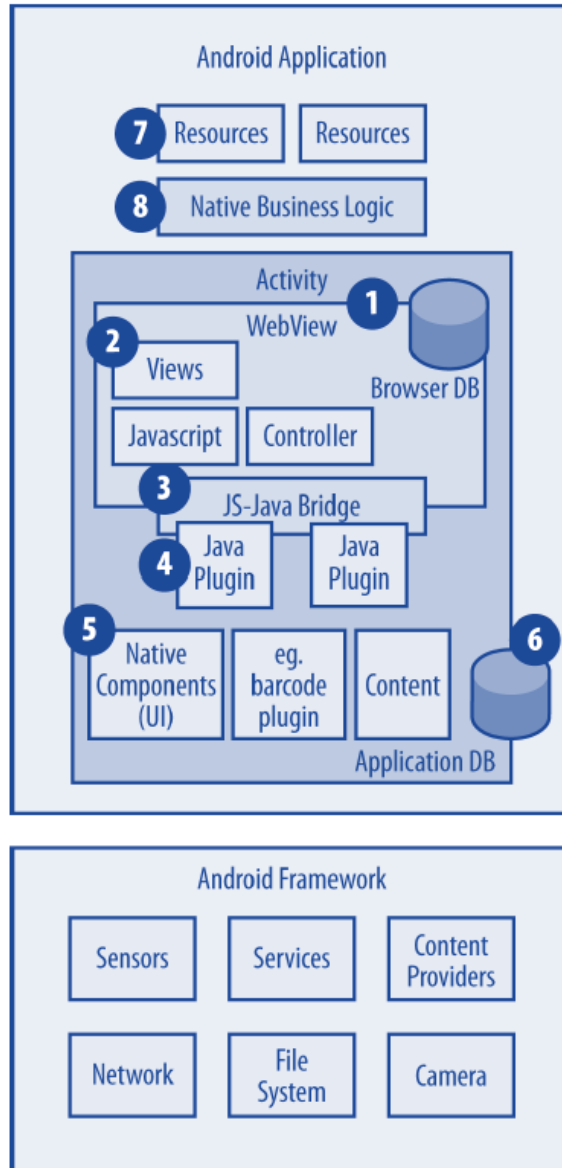 Android Application
7 Resources Resources
8 Native Business Logic
Activity
1
WebView
2
Views
Browser DB
Javascript Controller
3
JS-Java Bridge
4
Java
Plugin
Java
Plugin
5
Native
Components
(UI)
eg.
barcode
plugin
Content
6
Application DB
Android Framework
Sensors
Services
Content
Providers
Network
File
System
Camera